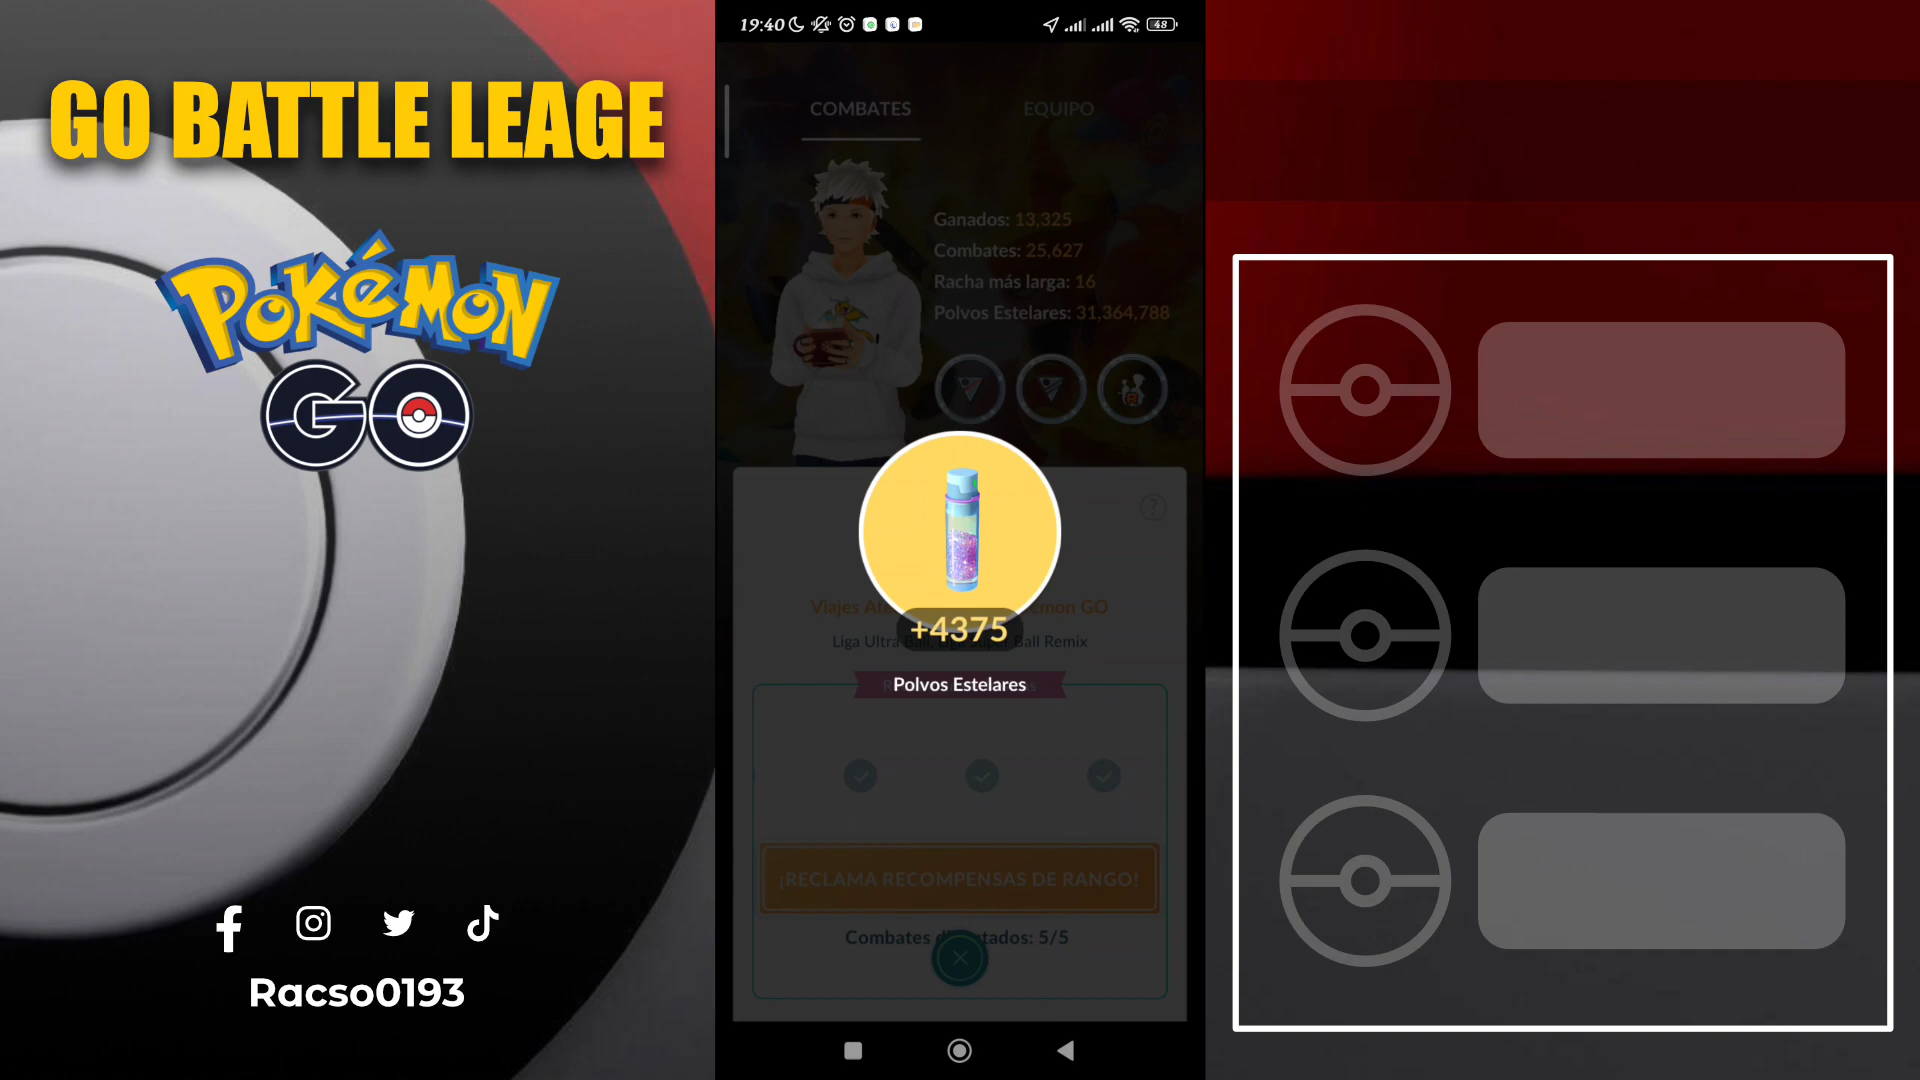 GO BATTLE LEAGE
POKéMON
GO
Racso0193
19:40
48
COMBATES
EQUIPO
Ganados: 13,325
Combates: 25,627
Racha más larga: 16
Polvos Estelares: 31,364,788
+4375
Liga Ultra Ball Remix
Polvos Estelares
¡RECLAMA RECOMPENSAS DE RANGO!
Combates 5/5